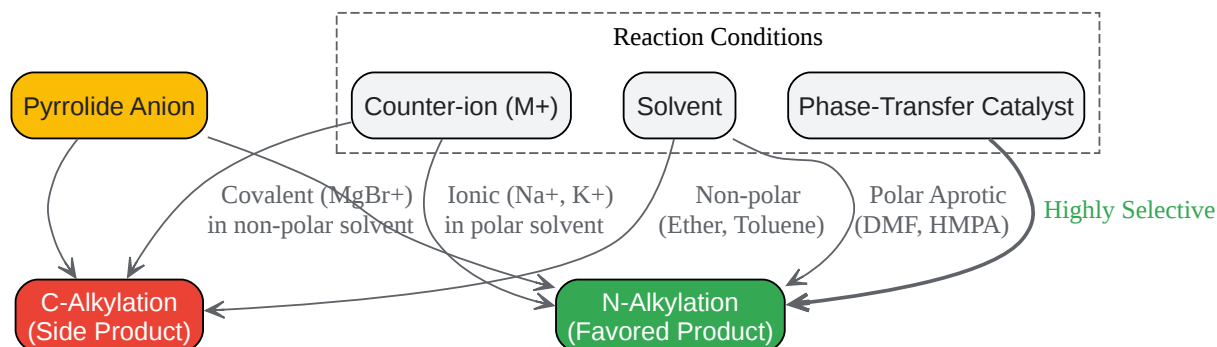 Reaction Conditions
Pyrrolide Anion
Counter-ion (M+)
Solvent
Phase-Transfer Catalyst
Covalent (MgBr+)
in non-polar solvent
Ionic (Na+, K+)
in polar solvent
Non-polar
(Ether, Toluene)
Polar Aprotic
(DMF, HMPA)
Highly Selective
C-Alkylation
(Side Product)
N-Alkylation
(Favored Product)